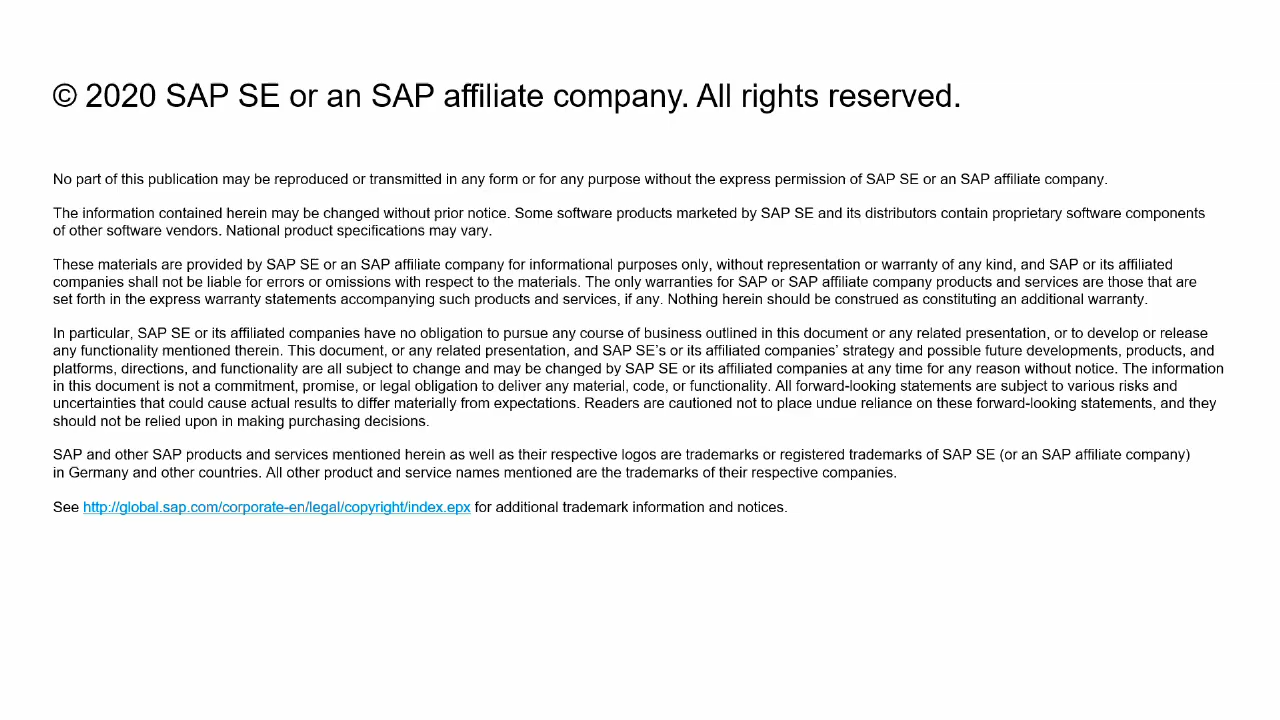 © 2020 SAP SE or an SAP affiliate company. All rights reserved.
No part of this publication may be reproduced or transmitted in any form or for any purpose without the express permission of SAP SE or an SAP affiliate company.
The information contained herein may be changed without prior notice. Some software products marketed by SAP SE and its distributors contain proprietary software components
of other software vendors. National product specifications may vary.
These materials are provided by SAP SE or an SAP affiliate company for informational purposes only, without representation or warranty of any kind, and SAP or its affiliated
companies shall not be liable for errors or omissions with respect to the materials. The only warranties for SAP or SAP affiliate company products and services are those that are
set forth in the express warranty statements accompanying such products and services, if any. Nothing herein should be construed as constituting an additional warranty.
In particular, SAP SE or its affiliated companies have no obligation to pursue any course of business outlined in this document or any related presentation, or to develop or release
any functionality mentioned therein. This document, or any related presentation, and SAP SE’s or its affiliated companies’ strategy and possible future developments, products, and
platforms, directions, and functionality are all subject to change and may be changed by SAP SE or its affiliated companies at any time for any reason without notice. The information
in this document is not a commitment, promise, or legal obligation to deliver any material, code, or functionality. All forward-looking statements are subject to various risks and
uncertainties that could cause actual results to differ materially from expectations. Readers are cautioned not to place undue reliance on these forward-looking statements, and they
should not be relied upon in making purchasing decisions.
SAP and other SAP products and services mentioned herein as well as their respective logos are trademarks or registered trademarks of SAP SE (or an SAP affiliate company)
in Germany and other countries. All other product and service names mentioned are the trademarks of their respective companies.
See http://global.sap.com/corporate-en/legal/copyright/index.epx for additional trademark information and notices.